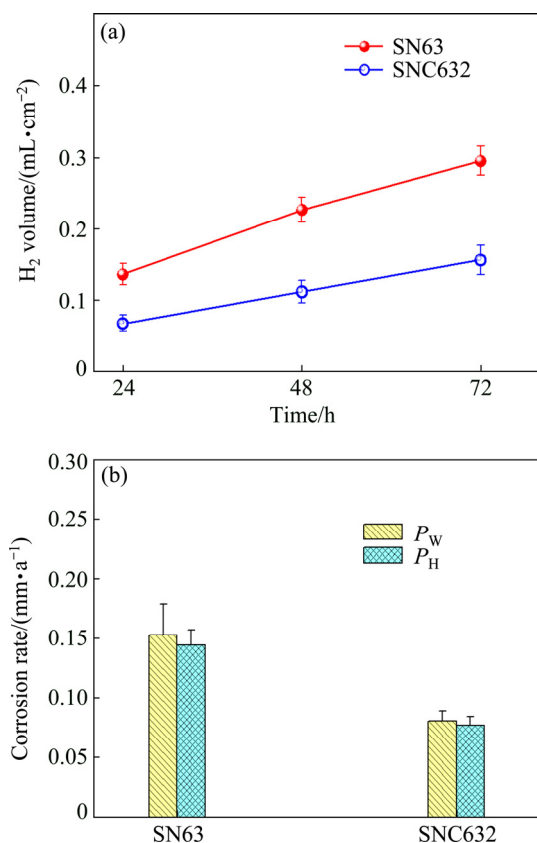 (a)
SN63
SNC632
0.4
0.3
0.2
0.1
0
H₂ volume/(mL•cm⁻²)
24 48 72
Time/h
(b)
0.30
0.25
0.20
0.15
0.10
0.05
0
P_W
P_H
Corrosion rate/(mm•a⁻¹)
SN63 SNC632